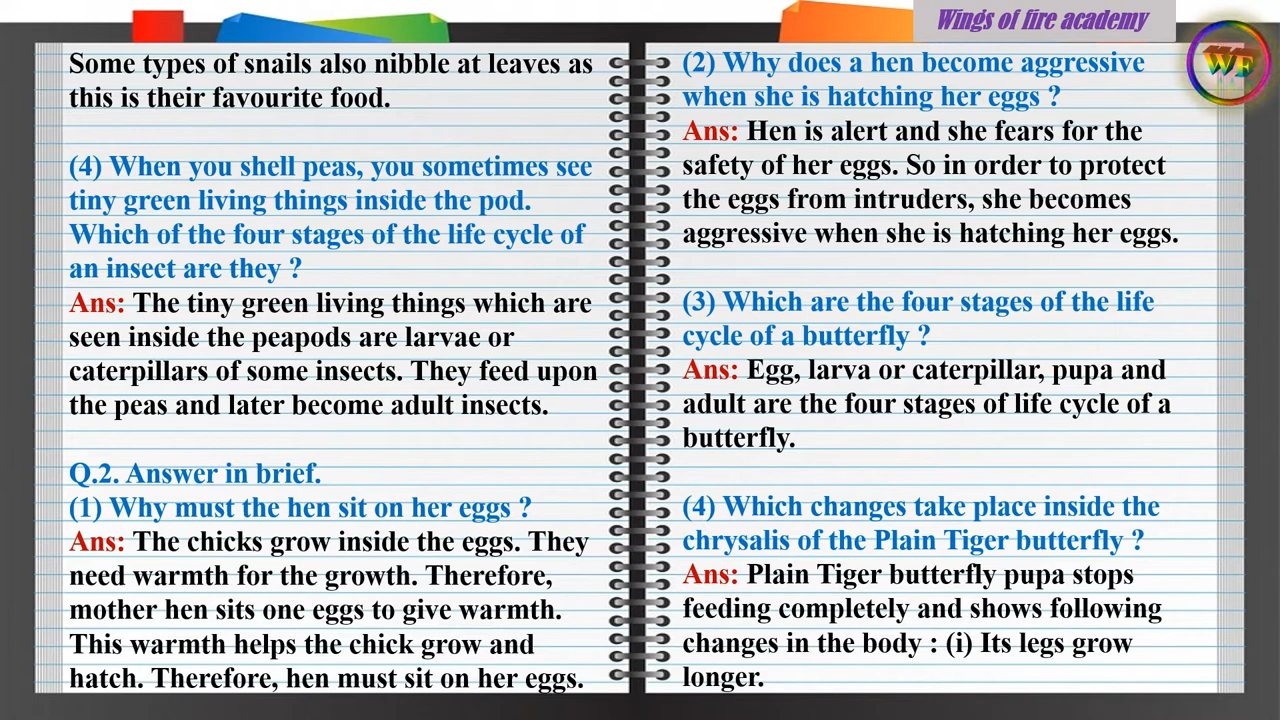 Wings of fire academy
WF
Some types of snails also nibble at leaves as
this is their favourite food.
(4) When you shell peas, you sometimes see
tiny green living things inside the pod.
Which of the four stages of the life cycle of
an insect are they ?
Ans: The tiny green living things which are
seen inside the peapods are larvae or
caterpillars of some insects. They feed upon
the peas and later become adult insects.
Q.2. Answer in brief.
(1) Why must the hen sit on her eggs ?
Ans: The chicks grow inside the eggs. They
need warmth for the growth. Therefore,
mother hen sits one eggs to give warmth.
This warmth helps the chick grow and
hatch. Therefore, hen must sit on her eggs.
(2) Why does a hen become aggressive
when she is hatching her eggs ?
Ans: Hen is alert and she fears for the
safety of her eggs. So in order to protect
the eggs from intruders, she becomes
aggressive when she is hatching her eggs.
(3) Which are the four stages of the life
cycle of a butterfly ?
Ans: Egg, larva or caterpillar, pupa and
adult are the four stages of life cycle of a
butterfly.
(4) Which changes take place inside the
chrysalis of the Plain Tiger butterfly ?
Ans: Plain Tiger butterfly pupa stops
feeding completely and shows following
changes in the body : (i) Its legs grow
longer.